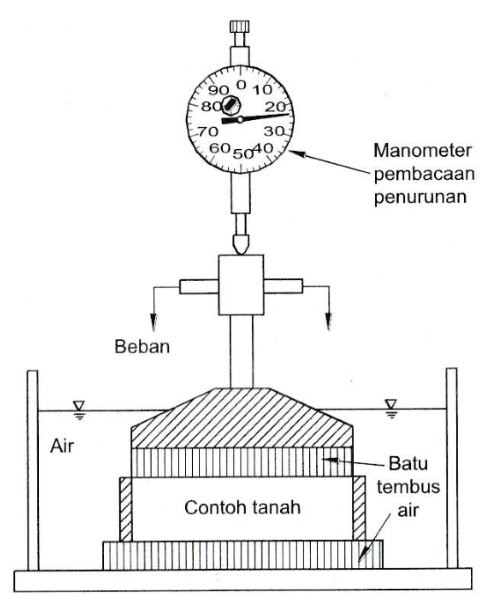 0
10
20
30
40
50
60
70
80
90
Manometer
pembacaan
penurunan
Beban
Air
Batu
tembus
air
Contoh tanah